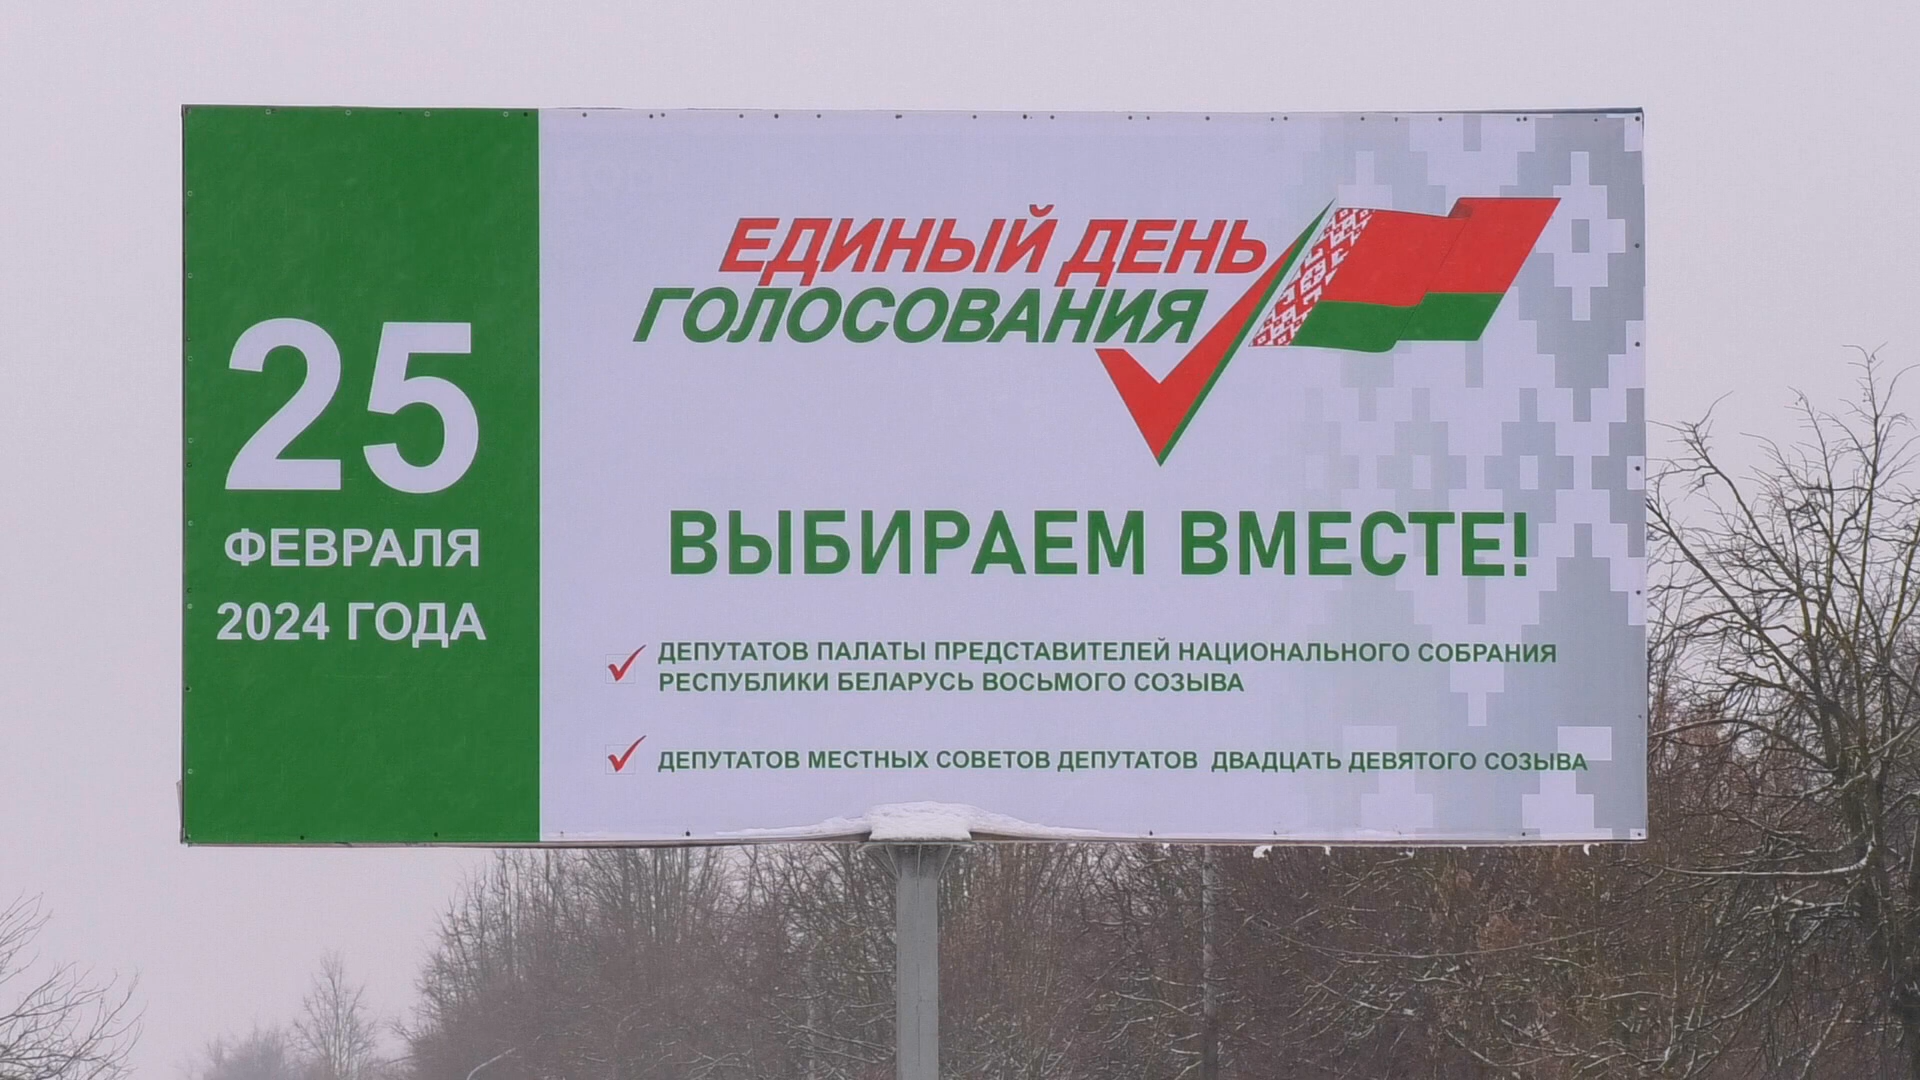 25
ФЕВРАЛЯ
2024 ГОДА
ЕДИНЫЙ ДЕНЬ
ГОЛОСОВАНИЯ
ВЫБИРАЕМ ВМЕСТЕ!
ДЕПУТАТОВ ПАЛАТЫ ПРЕДСТАВИТЕЛЕЙ НАЦИОНАЛЬНОГО СОБРАНИЯ
РЕСПУБЛИКИ БЕЛАРУСЬ ВОСЬМОГО СОЗЫВА
ДЕПУТАТОВ МЕСТНЫХ СОВЕТОВ ДЕПУТАТОВ ДВАДЦАТЬ ДЕВЯТОГО СОЗЫВА